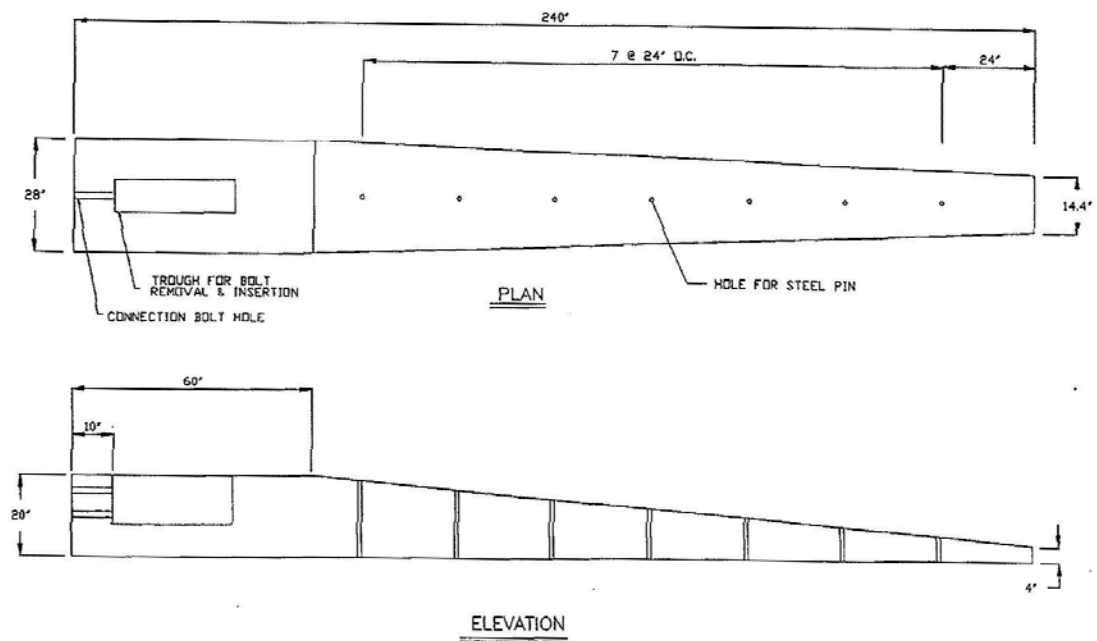 240"
7 @ 24" O.C.
24"
28"
14.4"
TROUGH FOR BOLT
REMOVAL & INSERTION
CONNECTION BOLT HOLE
HOLE FOR STEEL PIN
PLAN
60"
10"
20"
4"
ELEVATION